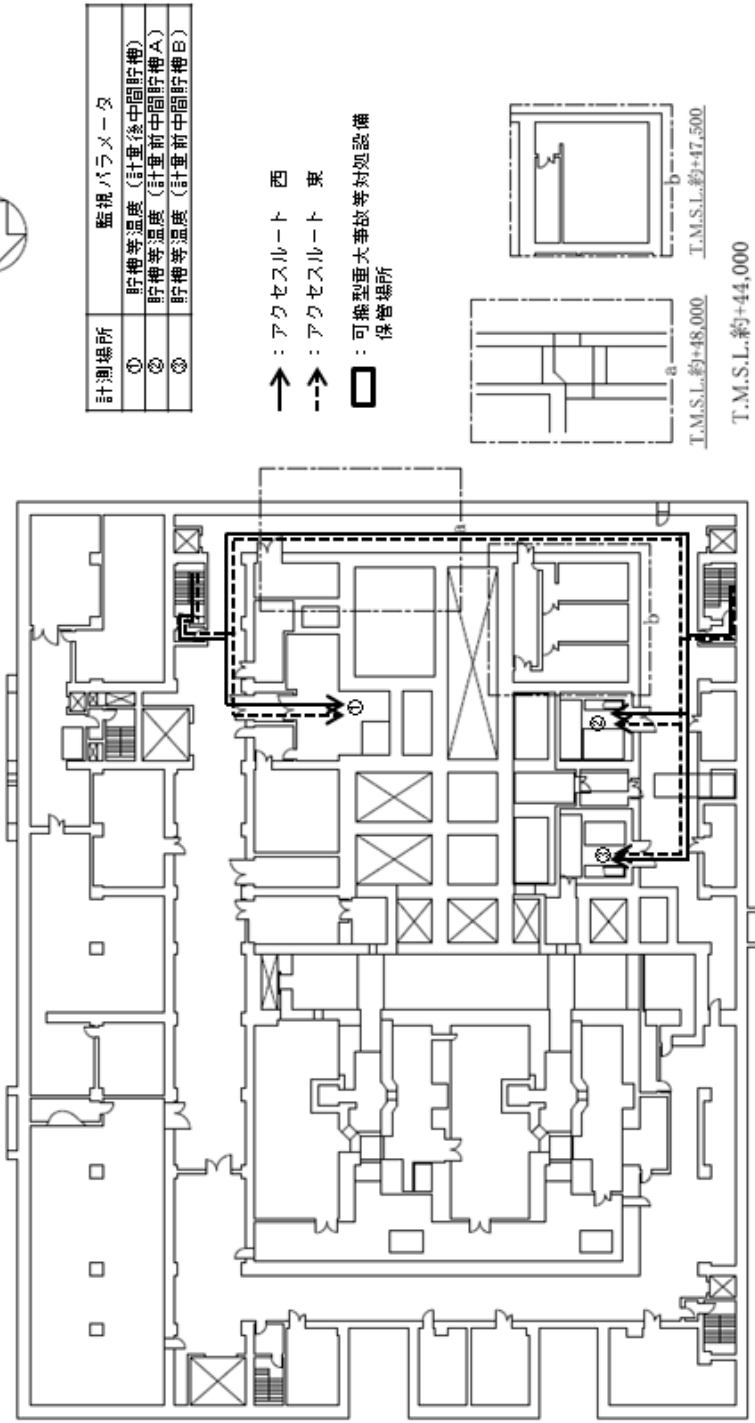 計測場所 監視パラメータ
① 貯槽等温度（計量後中間貯槽）
② 貯槽等温度（計量前中間貯槽A）
③ 貯槽等温度（計量前中間貯槽B）
：アクセスルート 西
：アクセスルート 東
：可搬型重大事故等対処設備
保管場所
a
T.M.S.L.約+48,000
b
T.M.S.L.約+47,500
T.M.S.L.約+44,000
①
②
③
a
b